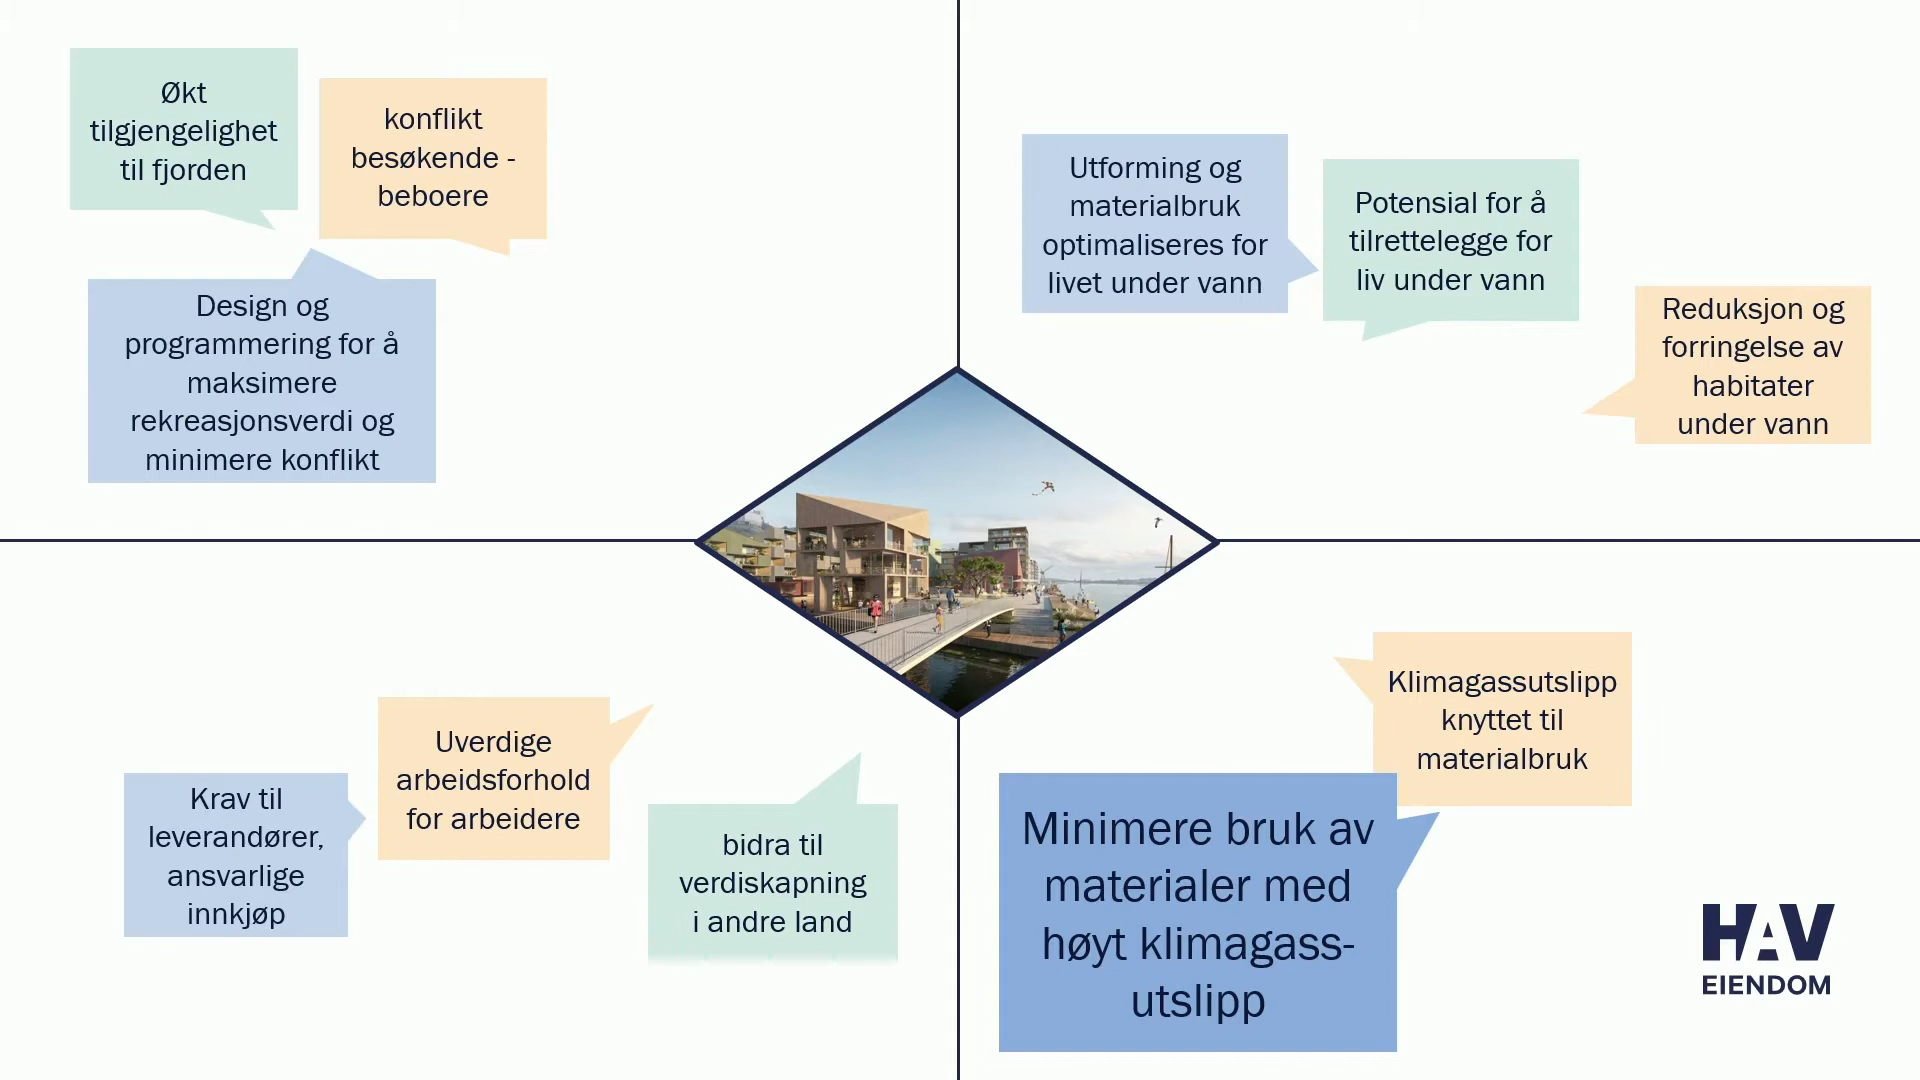 Økt
tilgjengelighet
til fjorden
konflikt
besøkende -
beboere
Design og
programmering for å
maksimere
rekreasjonsverdi og
minimere konflikt
Utforming og
materialbruk
optimaliseres for
livet under vann
Potensial for å
tilrettelegge for
liv under vann
Reduksjon og
forringelse av
habitater
under vann
Krav til
leverandører,
ansvarlige
innkjøp
Uverdige
arbeidsforhold
for arbeidere
bidra til
verdiskapning
i andre land
Klimagassutslipp
knyttet til
materialbruk
Minimere bruk av
materialer med
høyt klimagass-
utslipp
HAV
EIENDOM